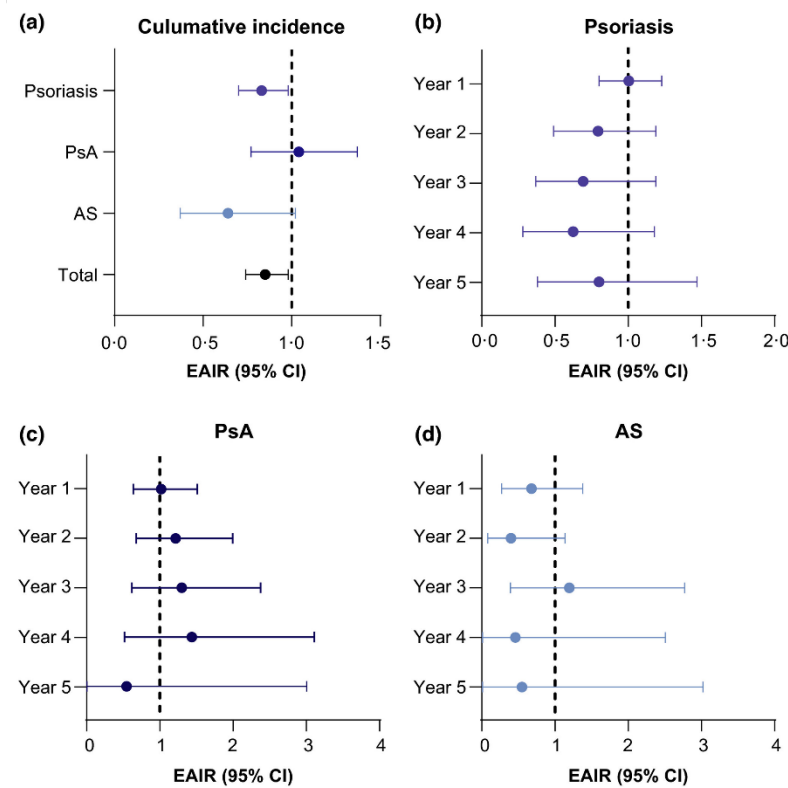 (a) Culumative incidence
Psoriasis
PsA
AS
Total
0·0 0·5 1·0 1·5
EAIR (95% CI)
(b) Psoriasis
Year 1
Year 2
Year 3
Year 4
Year 5
0·0 0·5 1·0 1·5 2·0
EAIR (95% CI)
(c) PsA
Year 1
Year 2
Year 3
Year 4
Year 5
0 1 2 3 4
EAIR (95% CI)
(d) AS
Year 1
Year 2
Year 3
Year 4
Year 5
0 1 2 3 4
EAIR (95% CI)